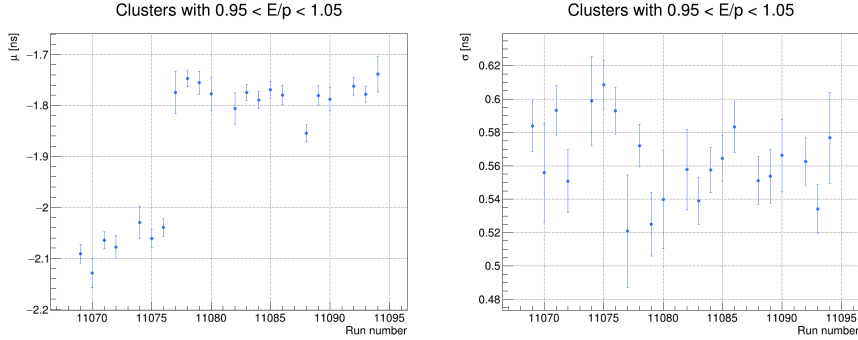 Clusters with 0.95 < E/p < 1.05
μ [ns]
−1.7
−1.8
−1.9
−2
−2.1
−2.2
11070 11075 11080 11085 11090 11095
Run number
Clusters with 0.95 < E/p < 1.05
σ [ns]
0.62
0.6
0.58
0.56
0.54
0.52
0.5
0.48
11070 11075 11080 11085 11090 11095
Run number